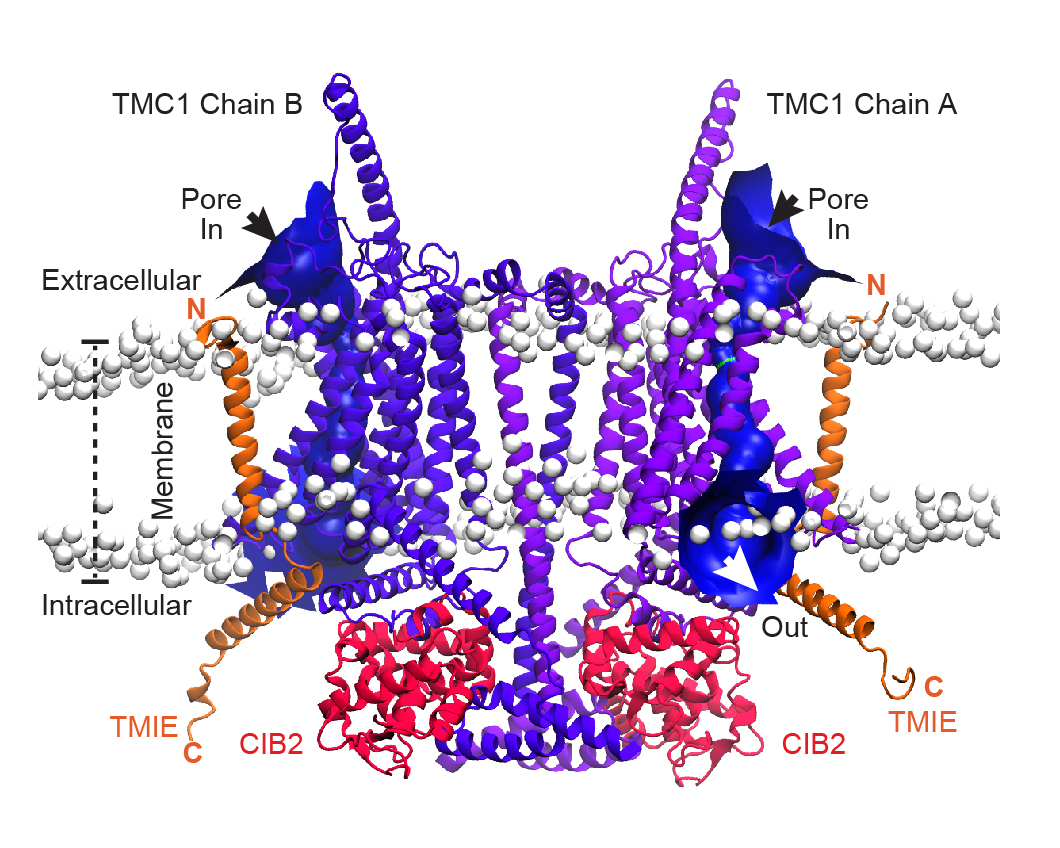 TMC1 Chain B
TMC1 Chain A
Pore
In
Pore
In
Extracellular
N
N
Membrane
Intracellular
Out
TMIE
C
CIB2
CIB2
C
TMIE